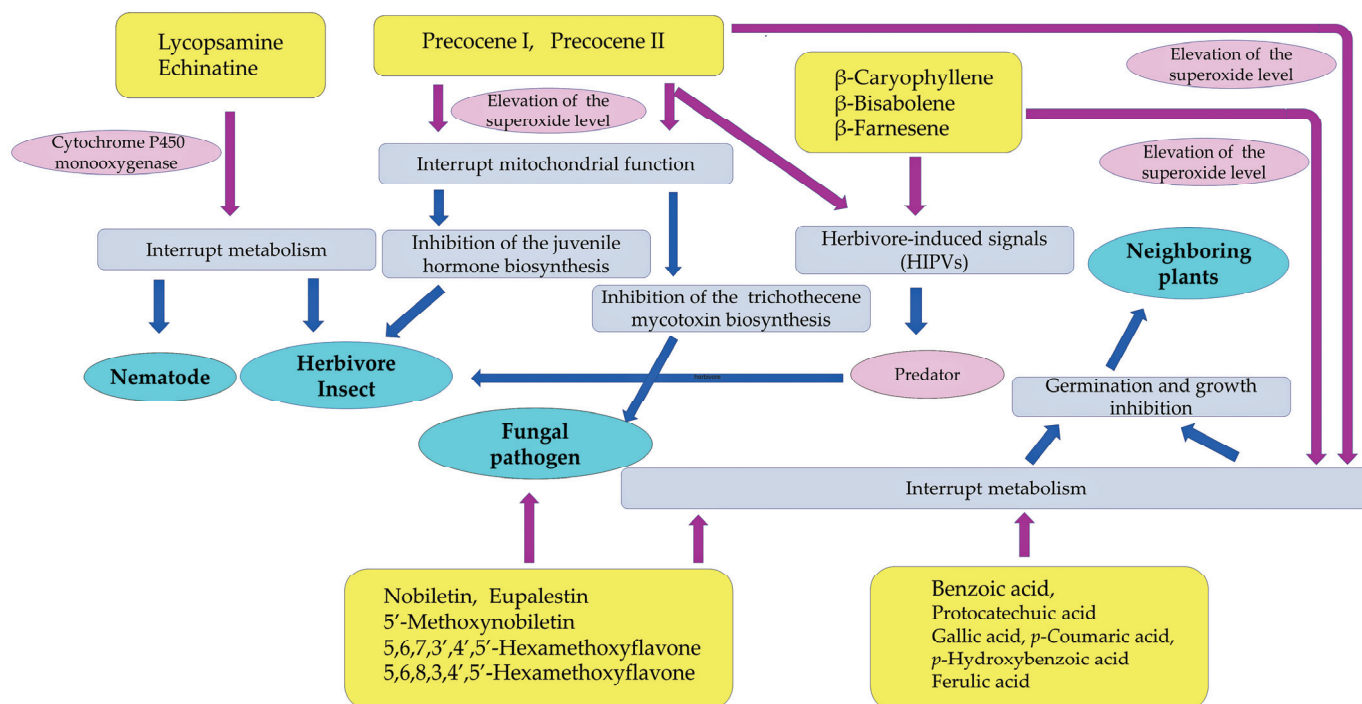 Lycopsamine
Echinatine
Precocene I, Precocene II
Elevation of the
superoxide level
β-Caryophyllene
β-Bisabolene
β-Farnesene
Elevation of the
superoxide level
Cytochrome P450
monooxygenase
Interrupt mitochondrial function
Elevation of the
superoxide level
Interrupt metabolism
Inhibition of the juvenile
hormone biosynthesis
Herbivore-induced signals
(HIPVs)
Neighboring
plants
Inhibition of the trichothecene
mycotoxin biosynthesis
Nematode
Herbivore
Insect
herbivore
Predator
Germination and growth
inhibition
Fungal
pathogen
Interrupt metabolism
Nobiletin, Eupalestin
5'-Methoxynobiletin
5,6,7,3',4',5'-Hexamethoxyflavone
5,6,8,3,4',5'-Hexamethoxyflavone
Benzoic acid,
Protocatechuic acid
Gallic acid, p-Coumaric acid,
p-Hydroxybenzoic acid
Ferulic acid